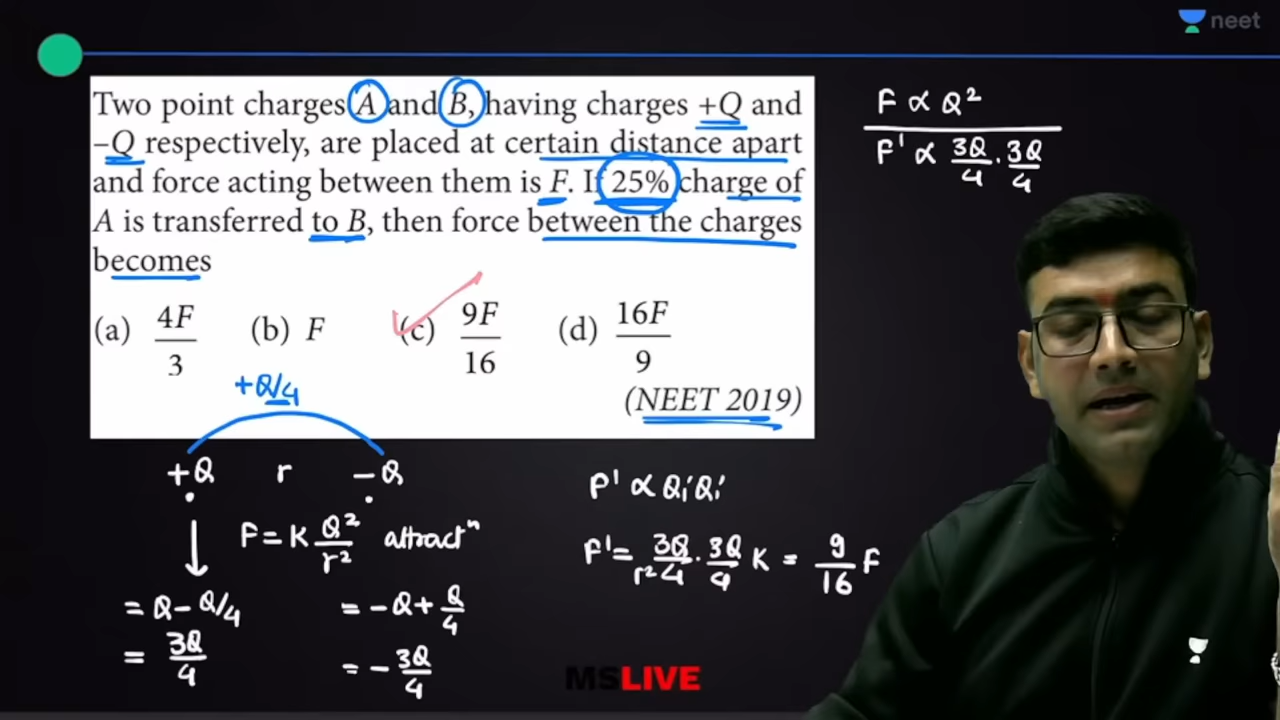 neet
Two point charges A and B, having charges +Q and
–Q respectively, are placed at certain distance apart
and force acting between them is F. If 25% charge of
A is transferred to B, then force between the charges
becomes
(a) 4F/3 (b) F (c) 9F/16 (d) 16F/9
(NEET 2019)
F ∝ Q²
F' ∝ 3Q/4 . 3Q/4
+Q/4
+Q r –Q
F = K Q²/r² attractⁿ
= Q – Q/4 = –Q + Q/4
= 3Q/4 = – 3Q/4
F' = 3Q/r²4 . 3Q/4 K = 9/16 F
MSLIVE